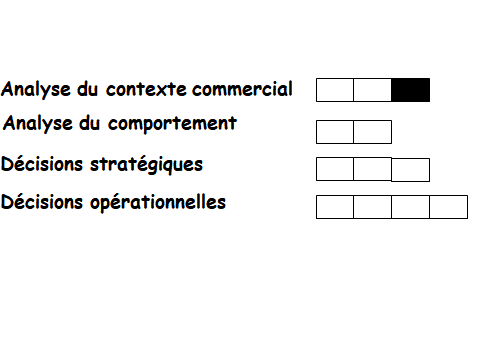 Analyse du contexte commercial
Analyse du comportement
Décisions stratégiques
Décisions opérationnelles